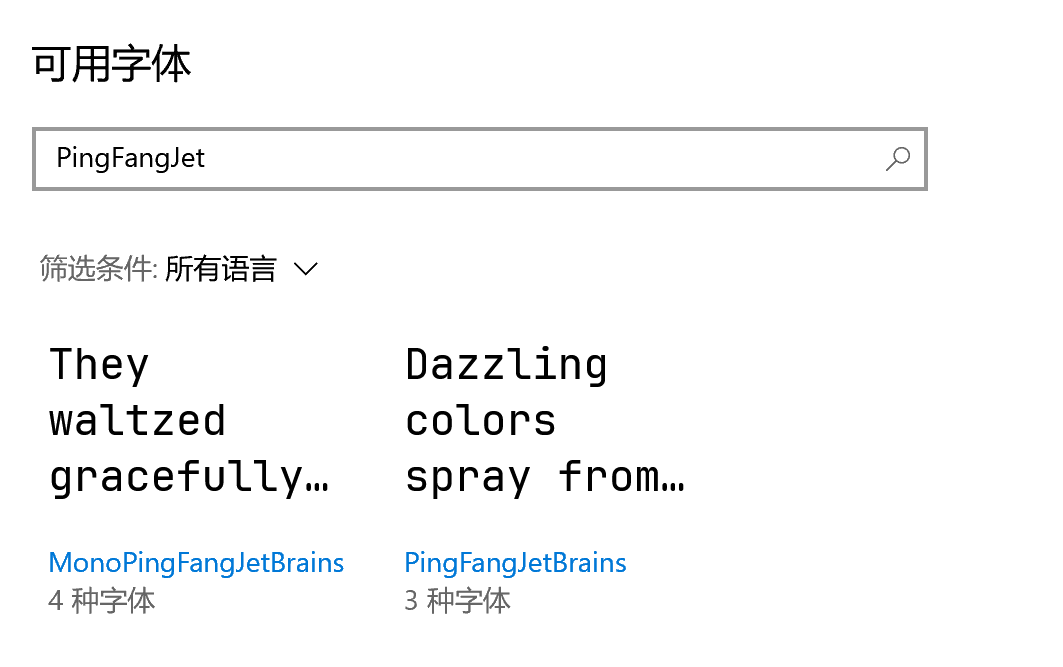 可用字体
PingFangJet
筛选条件: 所有语言
They
waltzed
gracefully…
MonoPingFangJetBrains
4 种字体
Dazzling
colors
spray from…
PingFangJetBrains
3 种字体